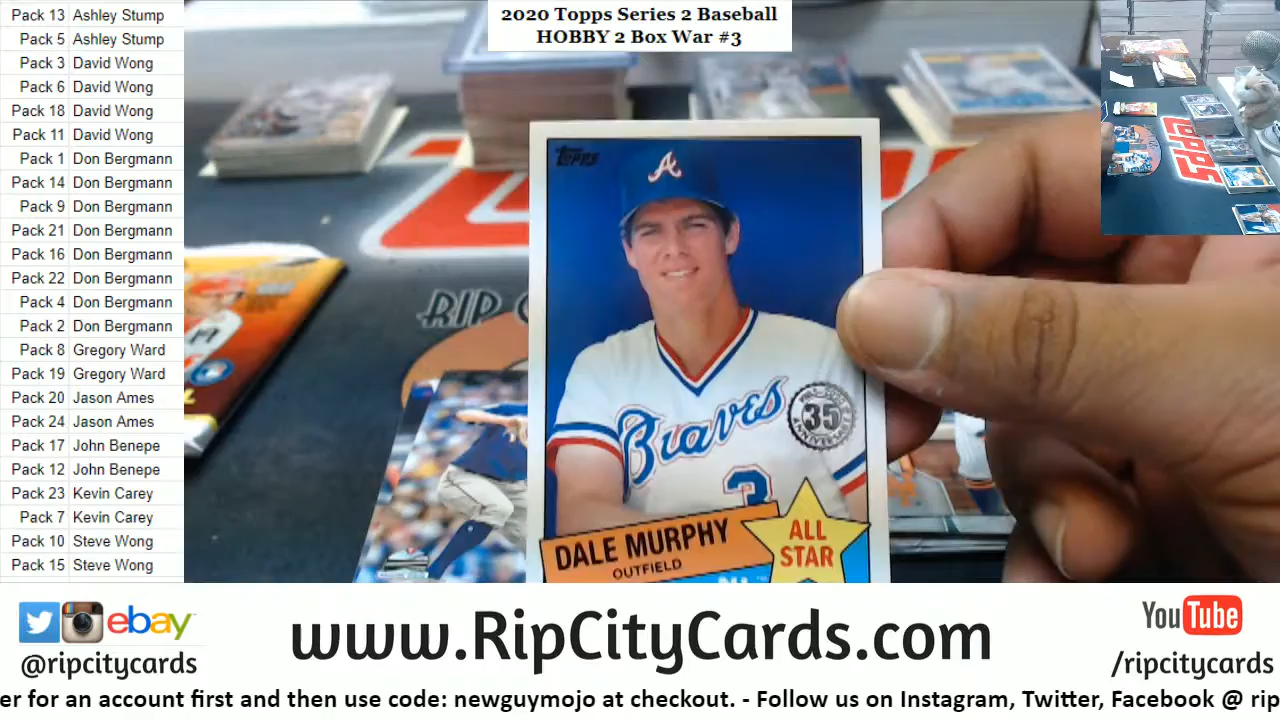 Pack 13 Ashley Stump
Pack 5 Ashley Stump
Pack 3 David Wong
Pack 6 David Wong
Pack 18 David Wong
Pack 11 David Wong
Pack 1 Don Bergmann
Pack 14 Don Bergmann
Pack 9 Don Bergmann
Pack 21 Don Bergmann
Pack 16 Don Bergmann
Pack 22 Don Bergmann
Pack 4 Don Bergmann
Pack 2 Don Bergmann
Pack 8 Gregory Ward
Pack 19 Gregory Ward
Pack 20 Jason Ames
Pack 24 Jason Ames
Pack 17 John Benepe
Pack 12 John Benepe
Pack 23 Kevin Carey
Pack 7 Kevin Carey
Pack 10 Steve Wong
Pack 15 Steve Wong
2020 Topps Series 2 Baseball
HOBBY 2 Box War #3
TOPPS
A
Braves
3
35
ANNIVERSARY
DALE MURPHY
OUTFIELD
ALL
STAR
RIP
TOPPS
ebay
@ripcitycards
www.RipCityCards.com
YouTube
/ripcitycards
er for an account first and then use code: newguymojo at checkout. - Follow us on Instagram, Twitter, Facebook @ rip